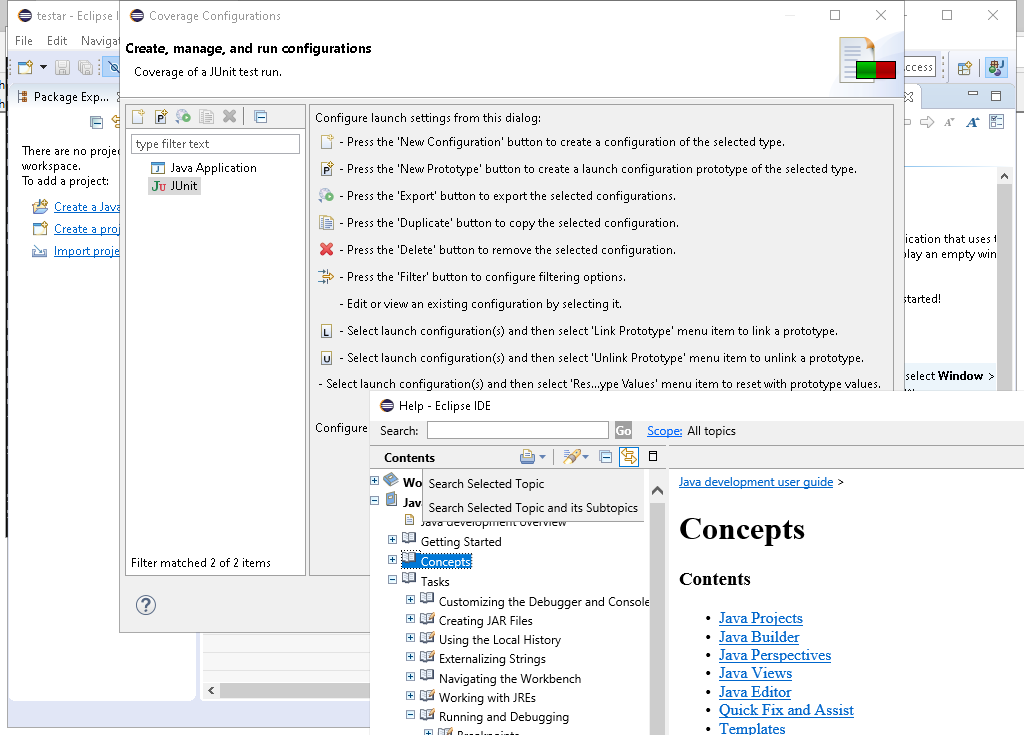 testar - Eclipse I
File Edit Navigat
Package Exp...
There are no projec
workspace.
To add a project:
Create a Java
Create a proj
Import proje
Coverage Configurations
Create, manage, and run configurations
Coverage of a JUnit test run.
type filter text
Java Application
JUnit
Filter matched 2 of 2 items
Configure launch settings from this dialog:
- Press the 'New Configuration' button to create a configuration of the selected type.
- Press the 'New Prototype' button to create a launch configuration prototype of the selected type.
- Press the 'Export' button to export the selected configurations.
- Press the 'Duplicate' button to copy the selected configuration.
- Press the 'Delete' button to remove the selected configuration.
- Press the 'Filter' button to configure filtering options.
- Edit or view an existing configuration by selecting it.
- Select launch configuration(s) and then select 'Link Prototype' menu item to link a prototype.
- Select launch configuration(s) and then select 'Unlink Prototype' menu item to unlink a prototype.
- Select launch configuration(s) and then select 'Res...ype Values' menu item to reset with prototype values.
Configure
ccess
ication that uses t
play an empty win
started!
select Window >
Help - Eclipse IDE
Search:
Go
Scope: All topics
Contents
Wo
Jav
Search Selected Topic
Search Selected Topic and its Subtopics
Java development overview
Getting Started
Concepts
Tasks
Customizing the Debugger and Console
Creating JAR Files
Using the Local History
Externalizing Strings
Navigating the Workbench
Working with JREs
Running and Debugging
Breakpoints
Java development user guide >
Concepts
Contents
• Java Projects
• Java Builder
• Java Perspectives
• Java Views
• Java Editor
• Quick Fix and Assist
• Templates